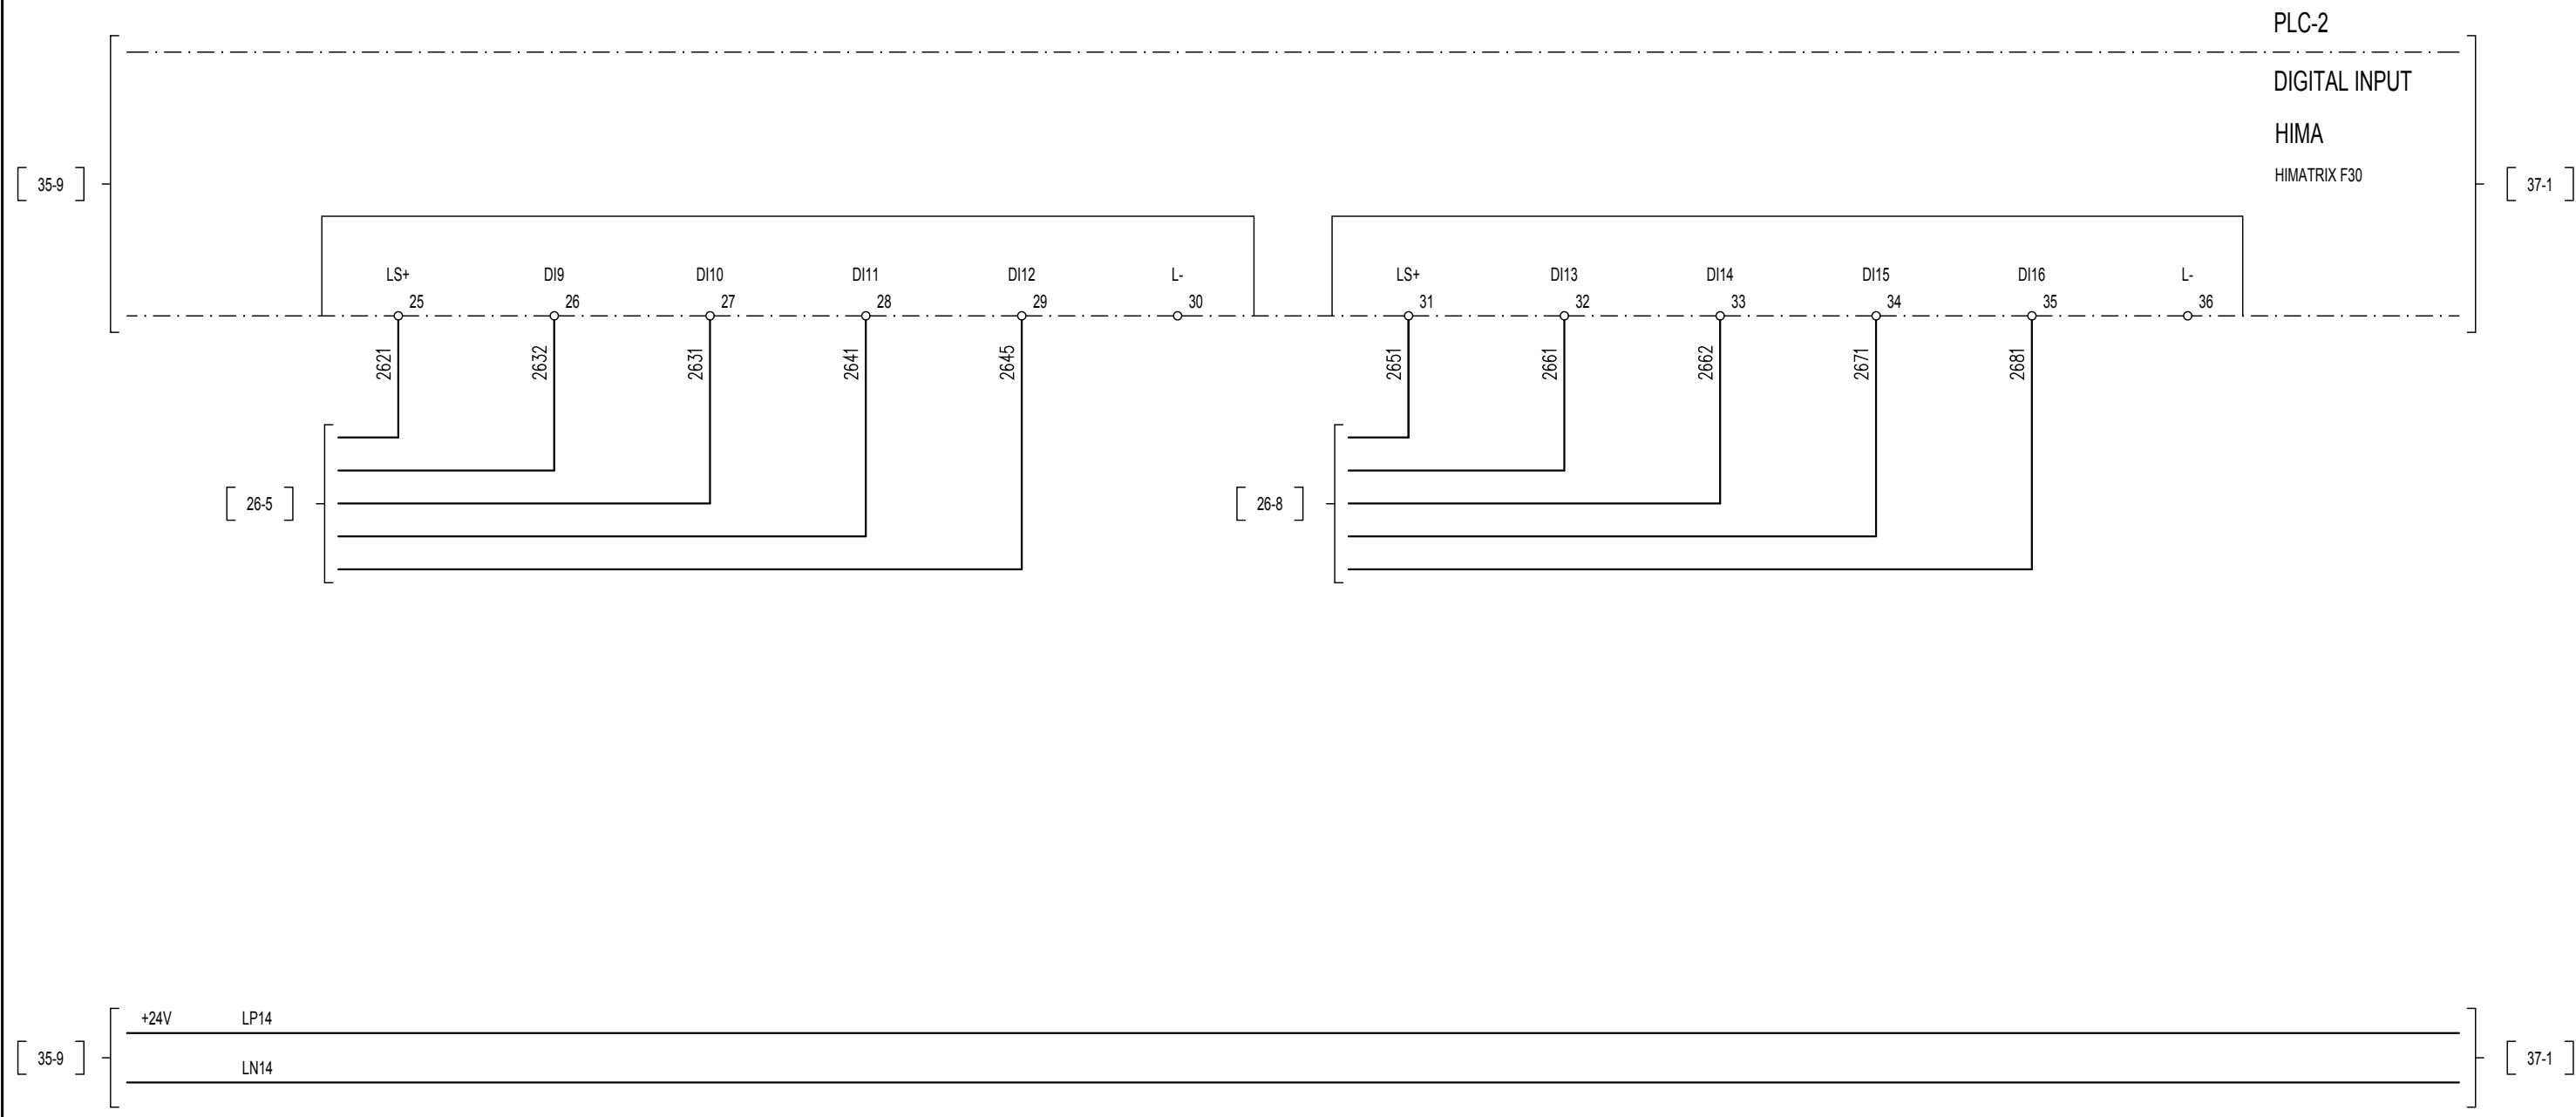 PLC-2
DIGITAL INPUT
HIMA
HIMATRIX F30
35-9
37-1
LS+ DI9 DI10 DI11 DI12 L- LS+ DI13 DI14 DI15 DI16 L-
25 26 27 28 29 30 31 32 33 34 35 36
2621 2632 2631 2641 2645 2651 2661 2662 2671 2681
26-5 26-8
+24V LP14
35-9 37-1
LN14